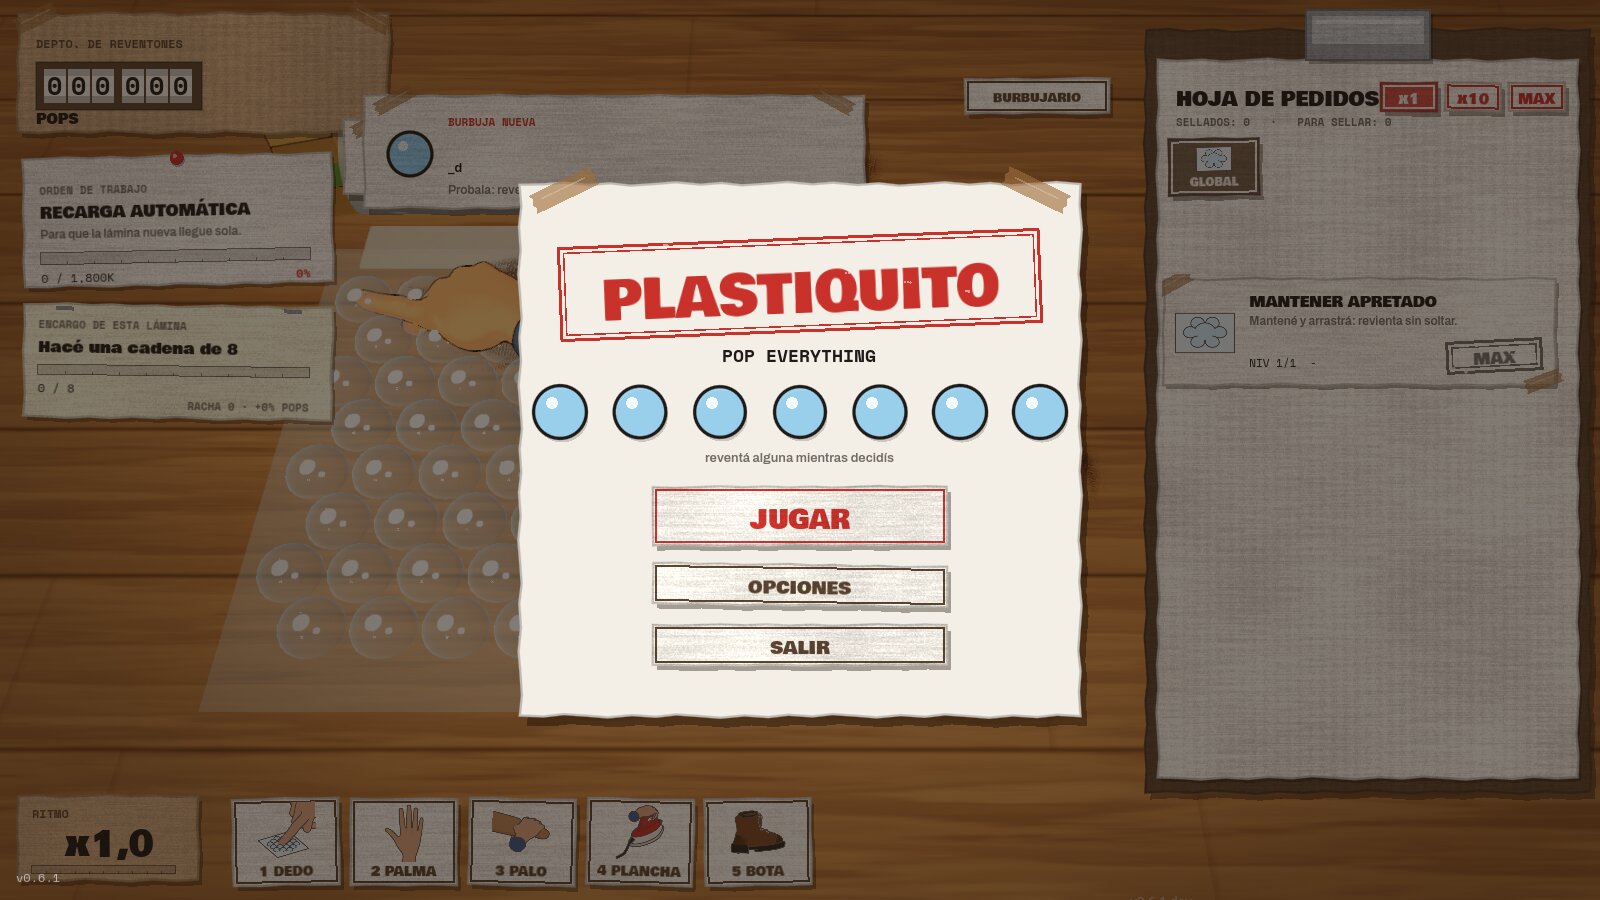 DEPTO. DE REVENTONES
000 000
POPS
ORDEN DE TRABAJO
RECARGA AUTOMÁTICA
Para que la lámina nueva llegue sola.
0 / 1.800K
0%
ENCARGO DE ESTA LÁMINA
Hacé una cadena de 8
0 / 8
RACHA 0 · +0% POPS
BURBUJA NUEVA
_d
Probala:
BURBUJARIO
PLASTIQUITO
POP EVERYTHING
reventá alguna mientras decidís
JUGAR
OPCIONES
SALIR
HOJA DE PEDIDOS
x1
x10
MAX
SELLADOS: 0 · PARA SELLAR: 0
GLOBAL
MANTENER APRETADO
Mantené y arrastrá: revienta sin soltar.
NIV 1/1 -
MAX
RITMO
x1,0
v0.6.1
1 DEDO
2 PALMA
3 PALO
4 PLANCHA
5 BOTA